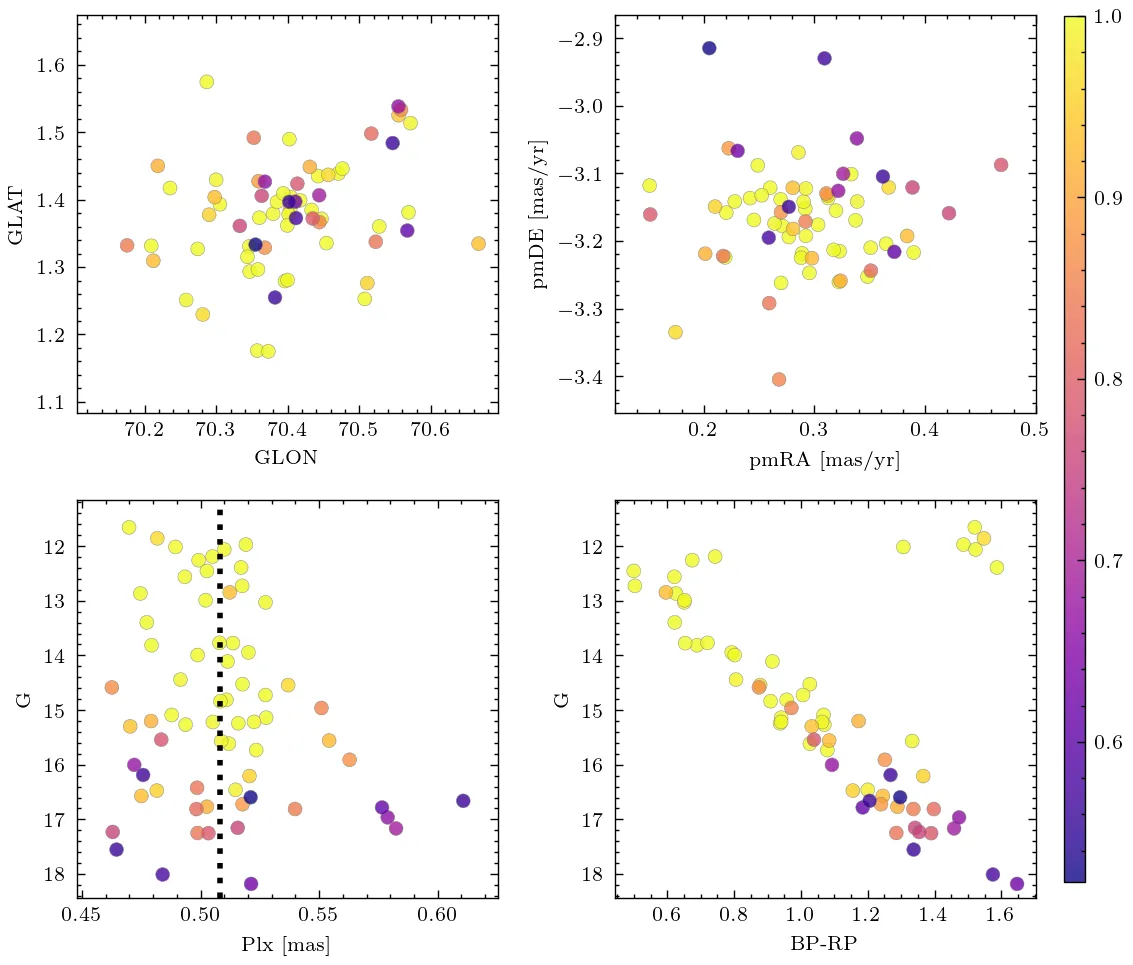 1.6
1.5
1.4
1.3
1.2
1.1
GLAT
70.2 70.3 70.4 70.5 70.6
GLON
−2.9
−3.0
−3.1
−3.2
−3.3
−3.4
pmDE [mas/yr]
0.2 0.3 0.4 0.5
pmRA [mas/yr]
12
13
14
15
16
17
18
G
0.45 0.50 0.55 0.60
Plx [mas]
12
13
14
15
16
17
18
G
0.6 0.8 1.0 1.2 1.4 1.6
BP-RP
1.0
0.9
0.8
0.7
0.6